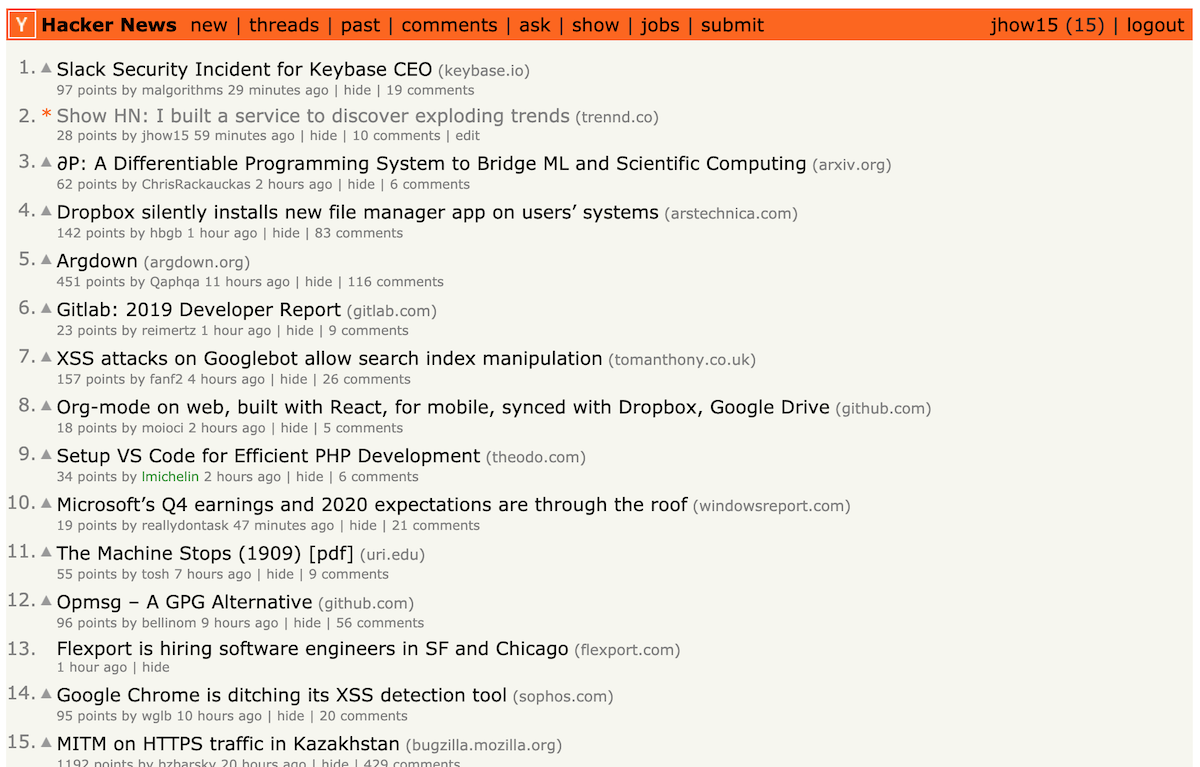 Y Hacker News new | threads | past | comments | ask | show | jobs | submit jhow15 (15) | logout
1. Slack Security Incident for Keybase CEO (keybase.io)
97 points by malgorithms 29 minutes ago | hide | 19 comments
2. * Show HN: I built a service to discover exploding trends (trennd.co)
28 points by jhow15 59 minutes ago | hide | 10 comments | edit
3. ∂P: A Differentiable Programming System to Bridge ML and Scientific Computing (arxiv.org)
62 points by ChrisRackauckas 2 hours ago | hide | 6 comments
4. Dropbox silently installs new file manager app on users’ systems (arstechnica.com)
142 points by hbgb 1 hour ago | hide | 83 comments
5. Argdown (argdown.org)
451 points by Qaphqa 11 hours ago | hide | 116 comments
6. Gitlab: 2019 Developer Report (gitlab.com)
23 points by reimertz 1 hour ago | hide | 9 comments
7. XSS attacks on Googlebot allow search index manipulation (tomanthony.co.uk)
157 points by fanf2 4 hours ago | hide | 26 comments
8. Org-mode on web, built with React, for mobile, synced with Dropbox, Google Drive (github.com)
18 points by moioci 2 hours ago | hide | 5 comments
9. Setup VS Code for Efficient PHP Development (theodo.com)
34 points by lmichelin 2 hours ago | hide | 6 comments
10. Microsoft’s Q4 earnings and 2020 expectations are through the roof (windowsreport.com)
19 points by reallydontask 47 minutes ago | hide | 21 comments
11. The Machine Stops (1909) [pdf] (uri.edu)
55 points by tosh 7 hours ago | hide | 9 comments
12. Opmsg – A GPG Alternative (github.com)
96 points by bellinom 9 hours ago | hide | 56 comments
13. Flexport is hiring software engineers in SF and Chicago (flexport.com)
1 hour ago | hide
14. Google Chrome is ditching its XSS detection tool (sophos.com)
95 points by wglb 10 hours ago | hide | 20 comments
15. MITM on HTTPS traffic in Kazakhstan (bugzilla.mozilla.org)
1192 points by bzbarsky 20 hours ago | hide | 429 comments